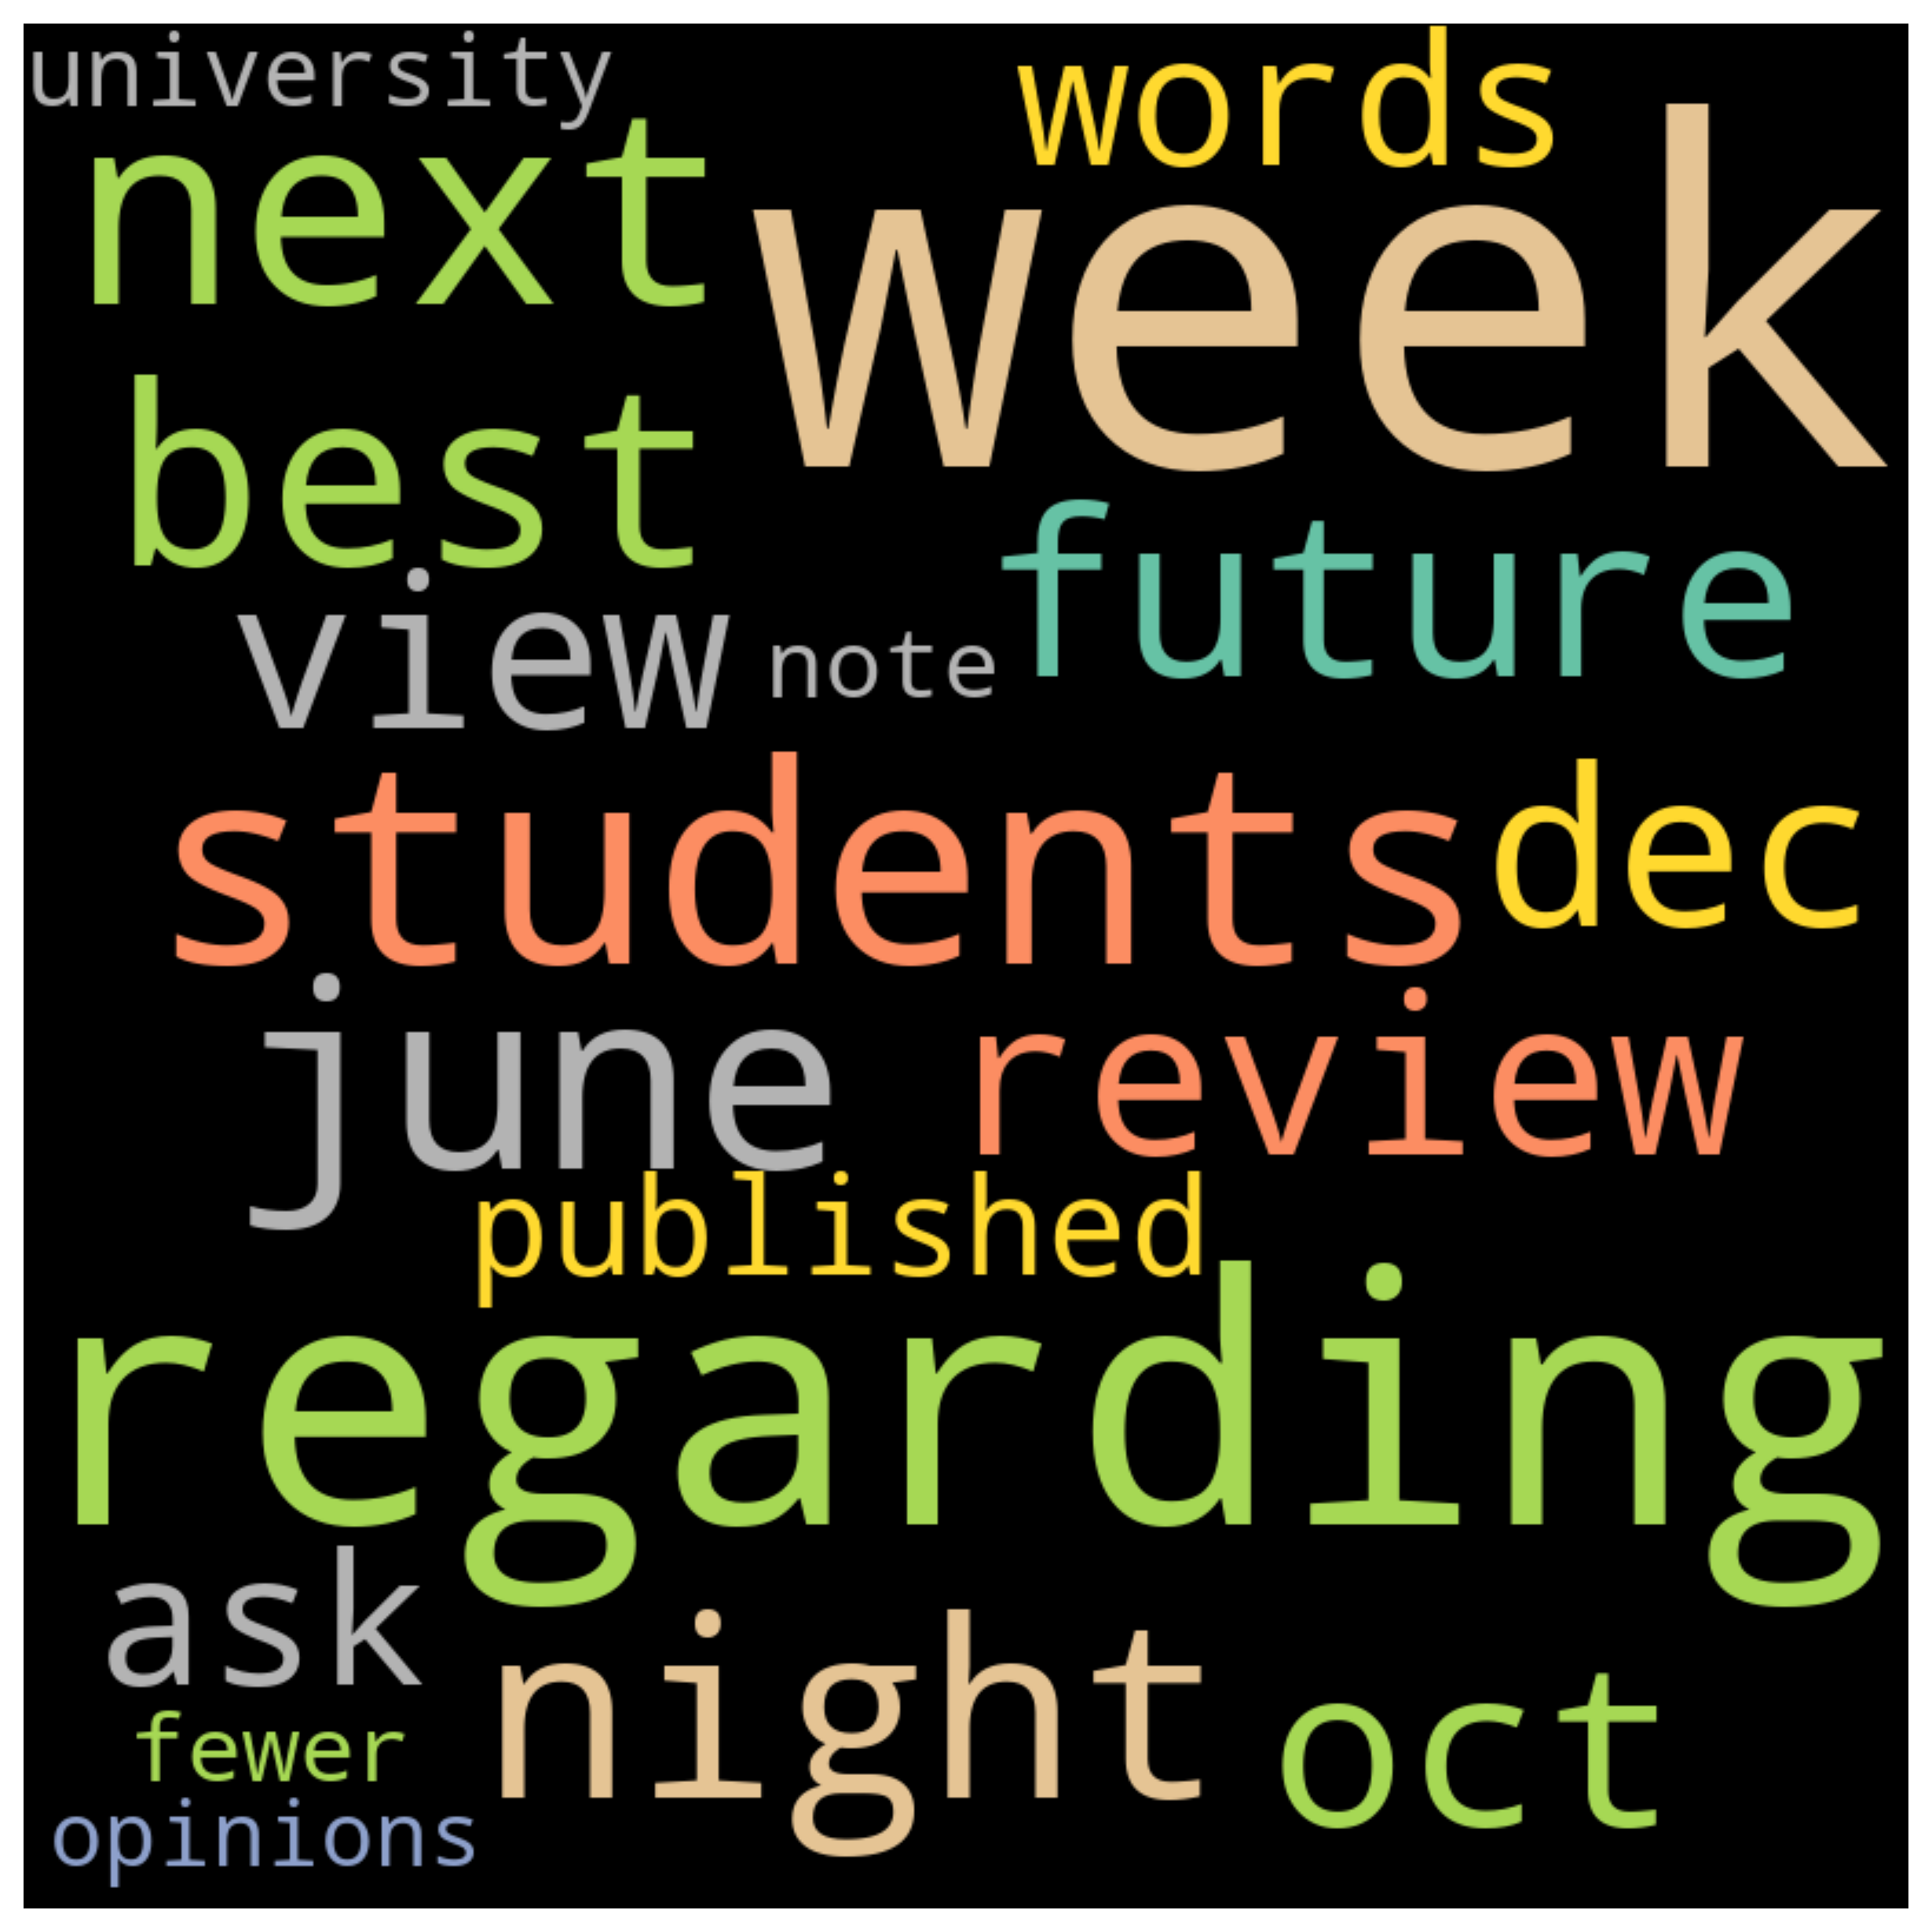 university
words
next
week
best
future
view
note
students
dec
june
review
published
regarding
ask
night
oct
fewer
opinions